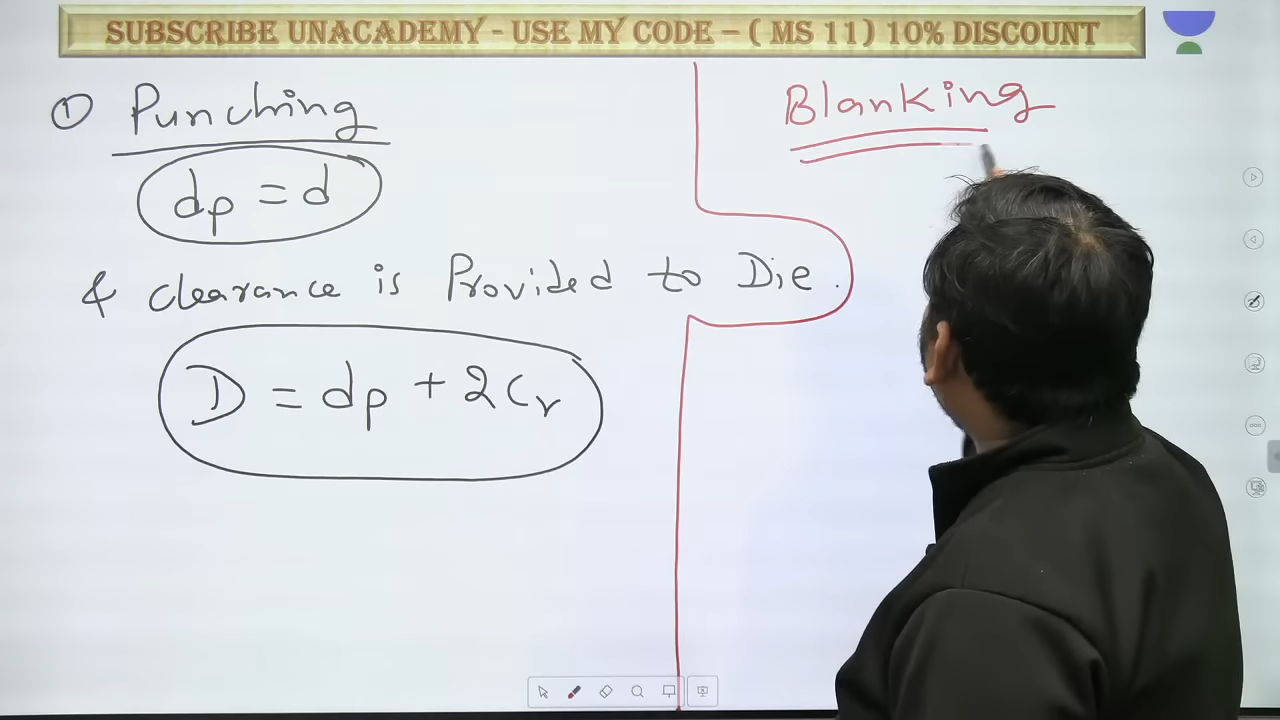 SUBSCRIBE UNACADEMY - USE MY CODE – ( MS 11) 10% DISCOUNT
① Punching
dp = d
& clearance is Provided to Die.
D = dp + 2Cr
Blanking